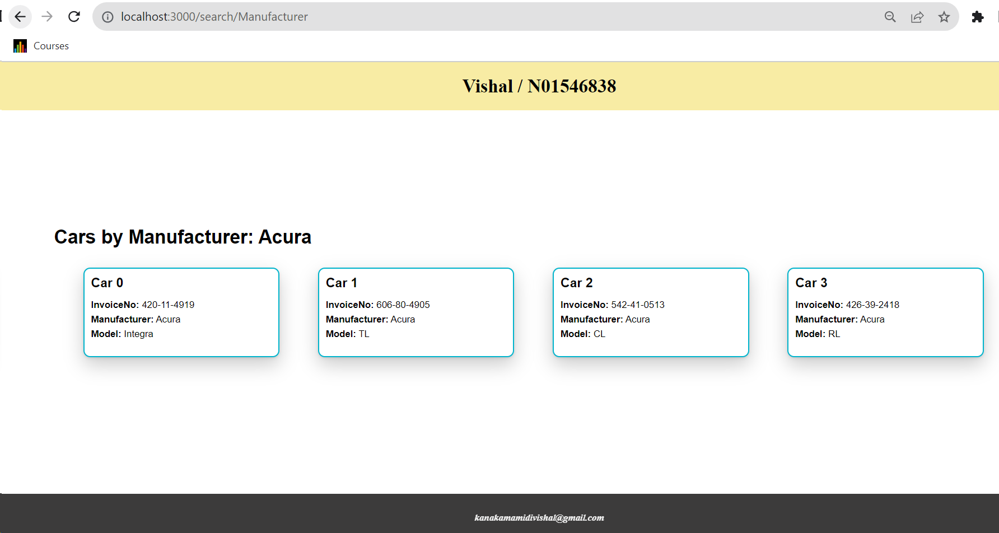 localhost:3000/search/Manufacturer
Courses
Vishal / N01546838
Cars by Manufacturer: Acura
Car 0
InvoiceNo: 420-11-4919
Manufacturer: Acura
Model: Integra
Car 1
InvoiceNo: 606-80-4905
Manufacturer: Acura
Model: TL
Car 2
InvoiceNo: 542-41-0513
Manufacturer: Acura
Model: CL
Car 3
InvoiceNo: 426-39-2418
Manufacturer: Acura
Model: RL
kanakamamidivishal@gmail.com